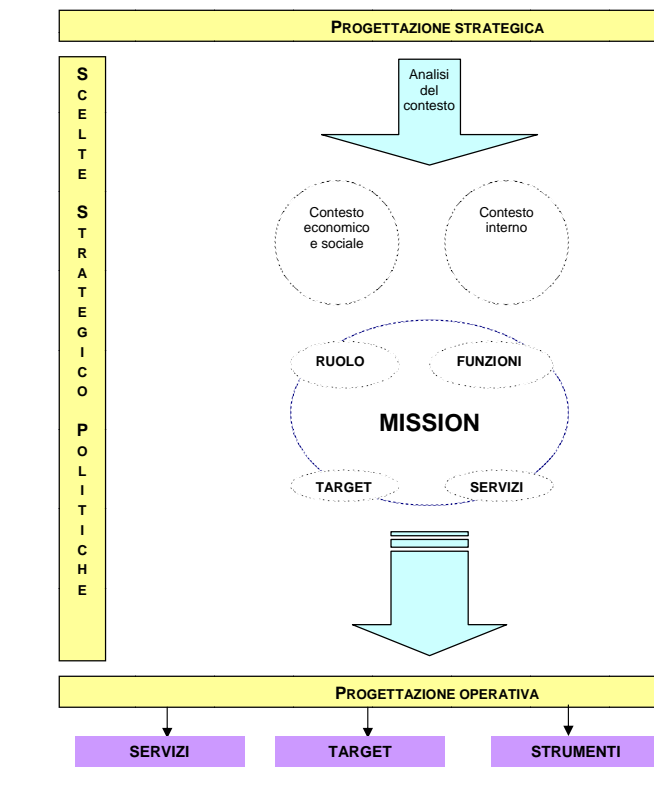 PROGETTAZIONE STRATEGICA
SCELTE STRATEGICO POLITICHE
Analisi
del
contesto
Contesto
economico
e sociale
Contesto
interno
RUOLO
FUNZIONI
MISSION
TARGET
SERVIZI
PROGETTAZIONE OPERATIVA
SERVIZI
TARGET
STRUMENTI